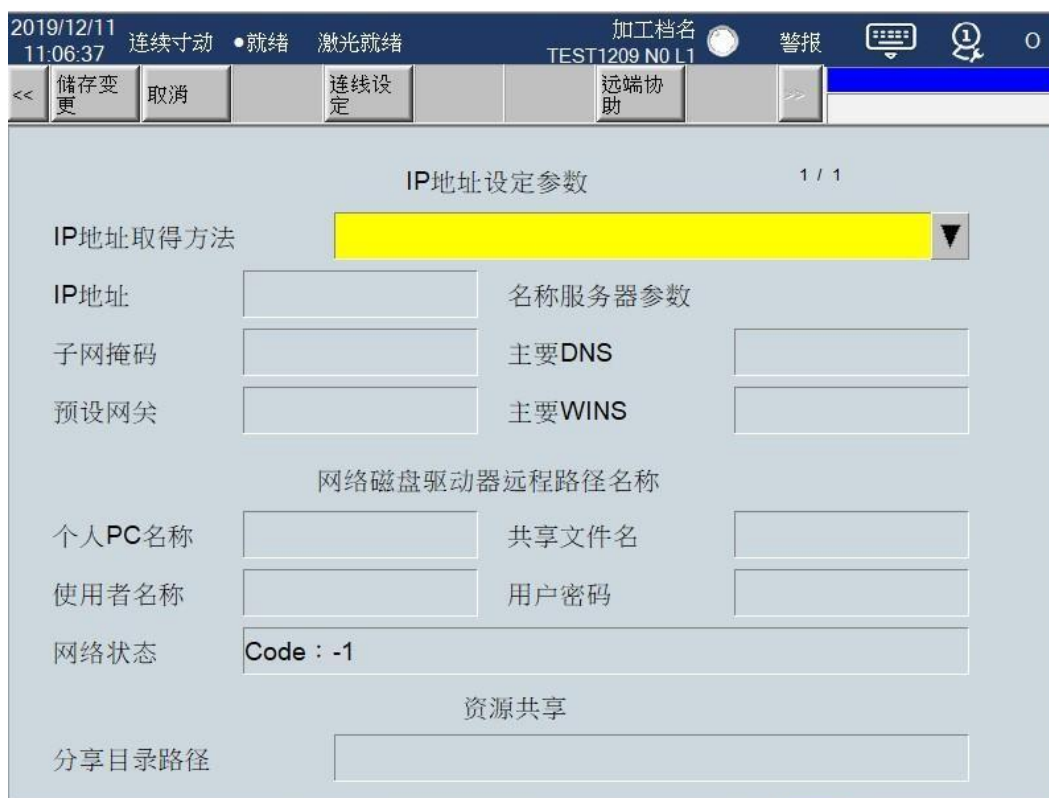 2019/12/11
11:06:37
连续寸动 ●就绪 激光就绪
加工档名
TEST1209 N0 L1
警报
1
O
<<
储存变
更
取消
连线设
定
远端协
助
>>
IP地址设定参数
1 / 1
IP地址取得方法
IP地址
名称服务器参数
子网掩码
主要DNS
预设网关
主要WINS
网络磁盘驱动器远程路径名称
个人PC名称
共享文件名
使用者名称
用户密码
网络状态
Code：-1
资源共享
分享目录路径